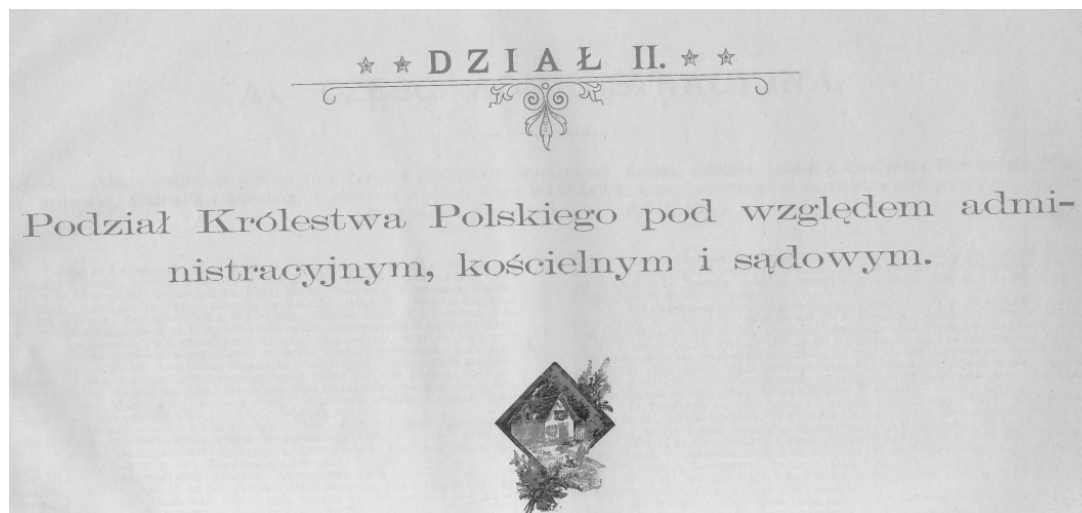 DZIAŁ II.
Podział Królestwa Polskiego pod względem admi-
nistracyjnym, kościelnym i sądowym.